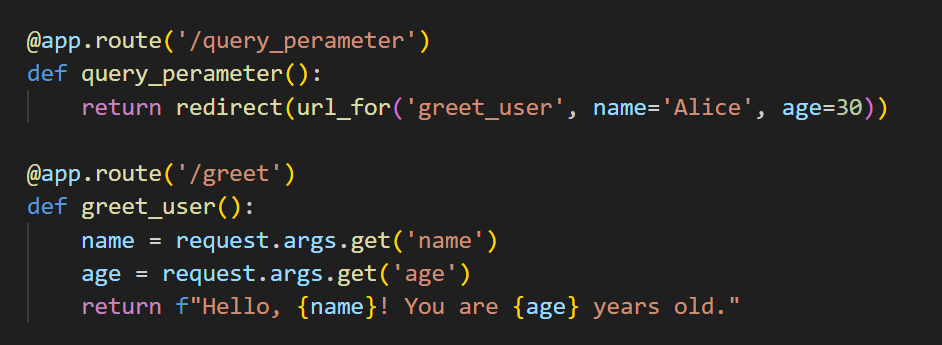 @app.route('/query_perameter')
def query_perameter():
    return redirect(url_for('greet_user', name='Alice', age=30))
@app.route('/greet')
def greet_user():
    name = request.args.get('name')
    age = request.args.get('age')
    return f"Hello, {name}! You are {age} years old."